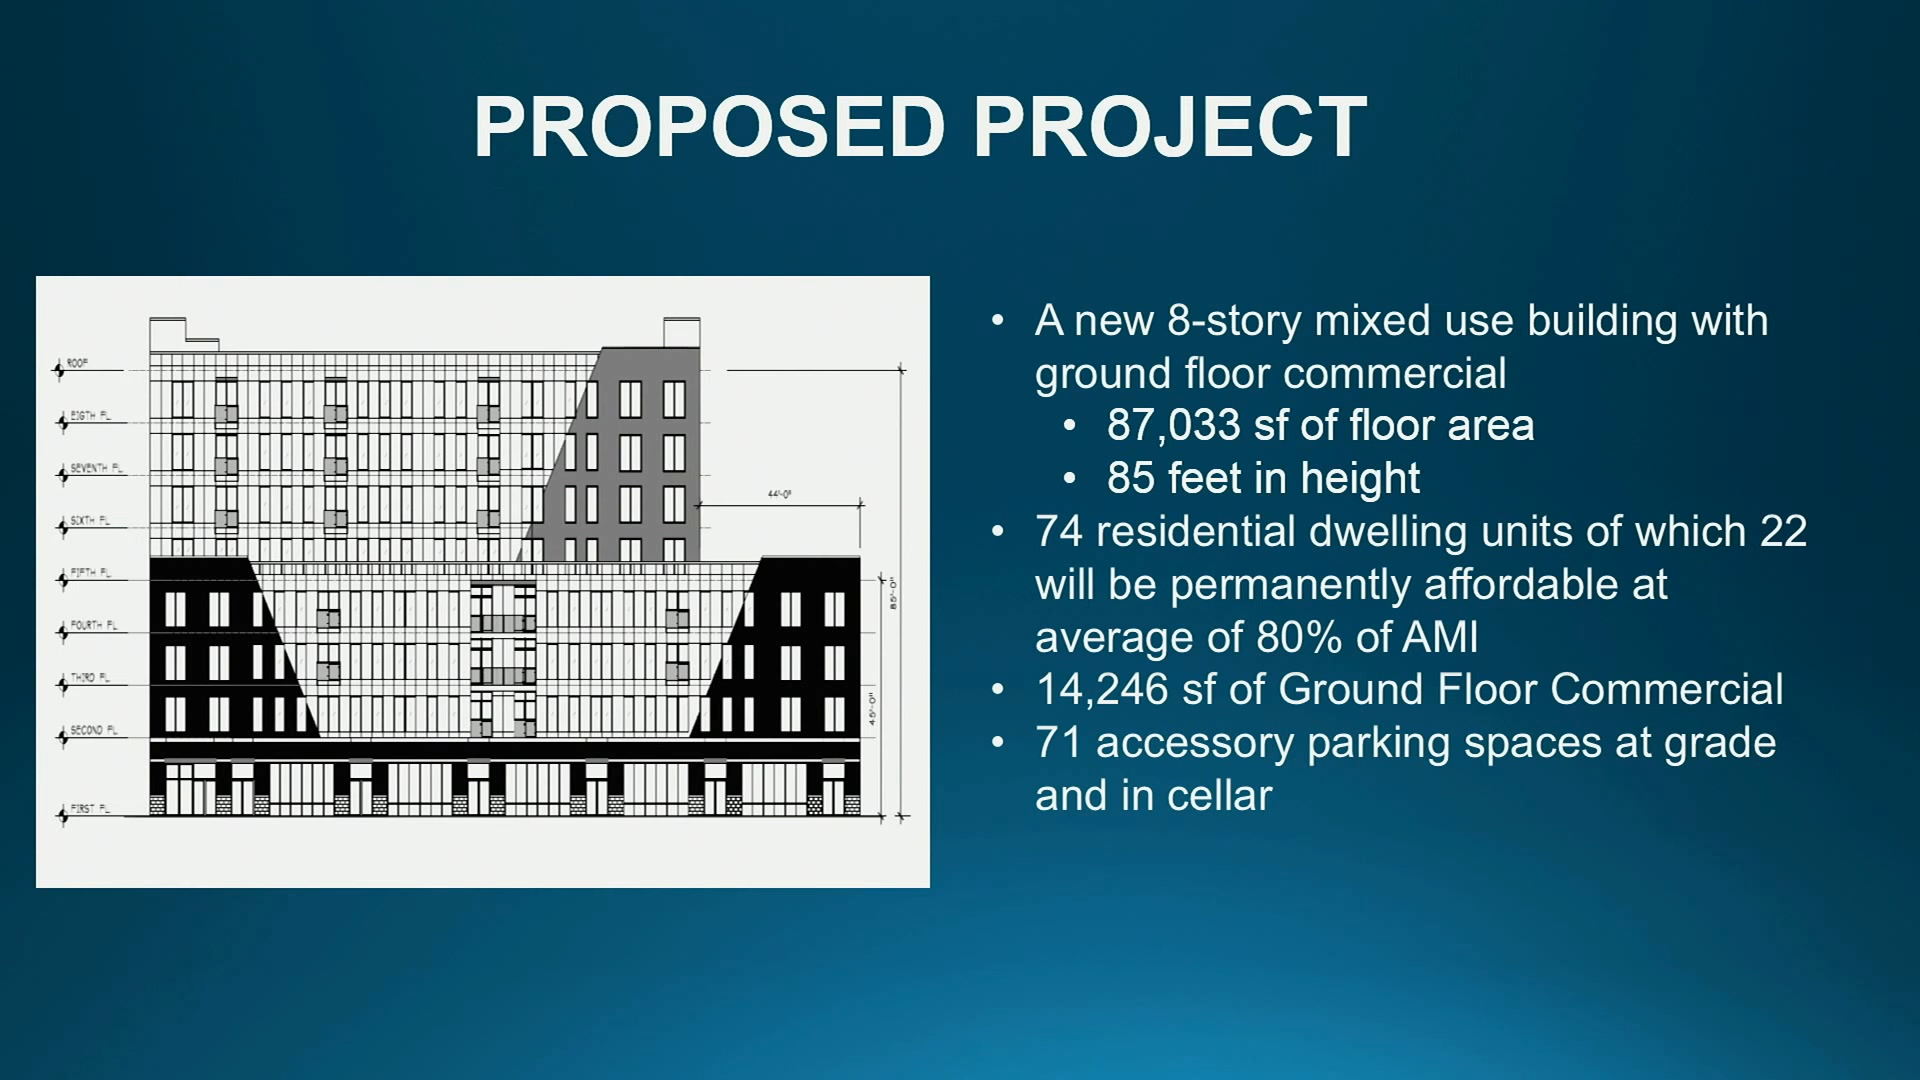 PROPOSED PROJECT
ROOF
EIGTH FL.
SEVENTH FL.
SIXTH FL.
FIFTH FL.
FOURTH FL.
THIRD FL.
SECOND FL.
FIRST FL.
44'-0"
85'-0"
45'-0"
• A new 8-story mixed use building with
ground floor commercial
• 87,033 sf of floor area
• 85 feet in height
• 74 residential dwelling units of which 22
will be permanently affordable at
average of 80% of AMI
• 14,246 sf of Ground Floor Commercial
• 71 accessory parking spaces at grade
and in cellar